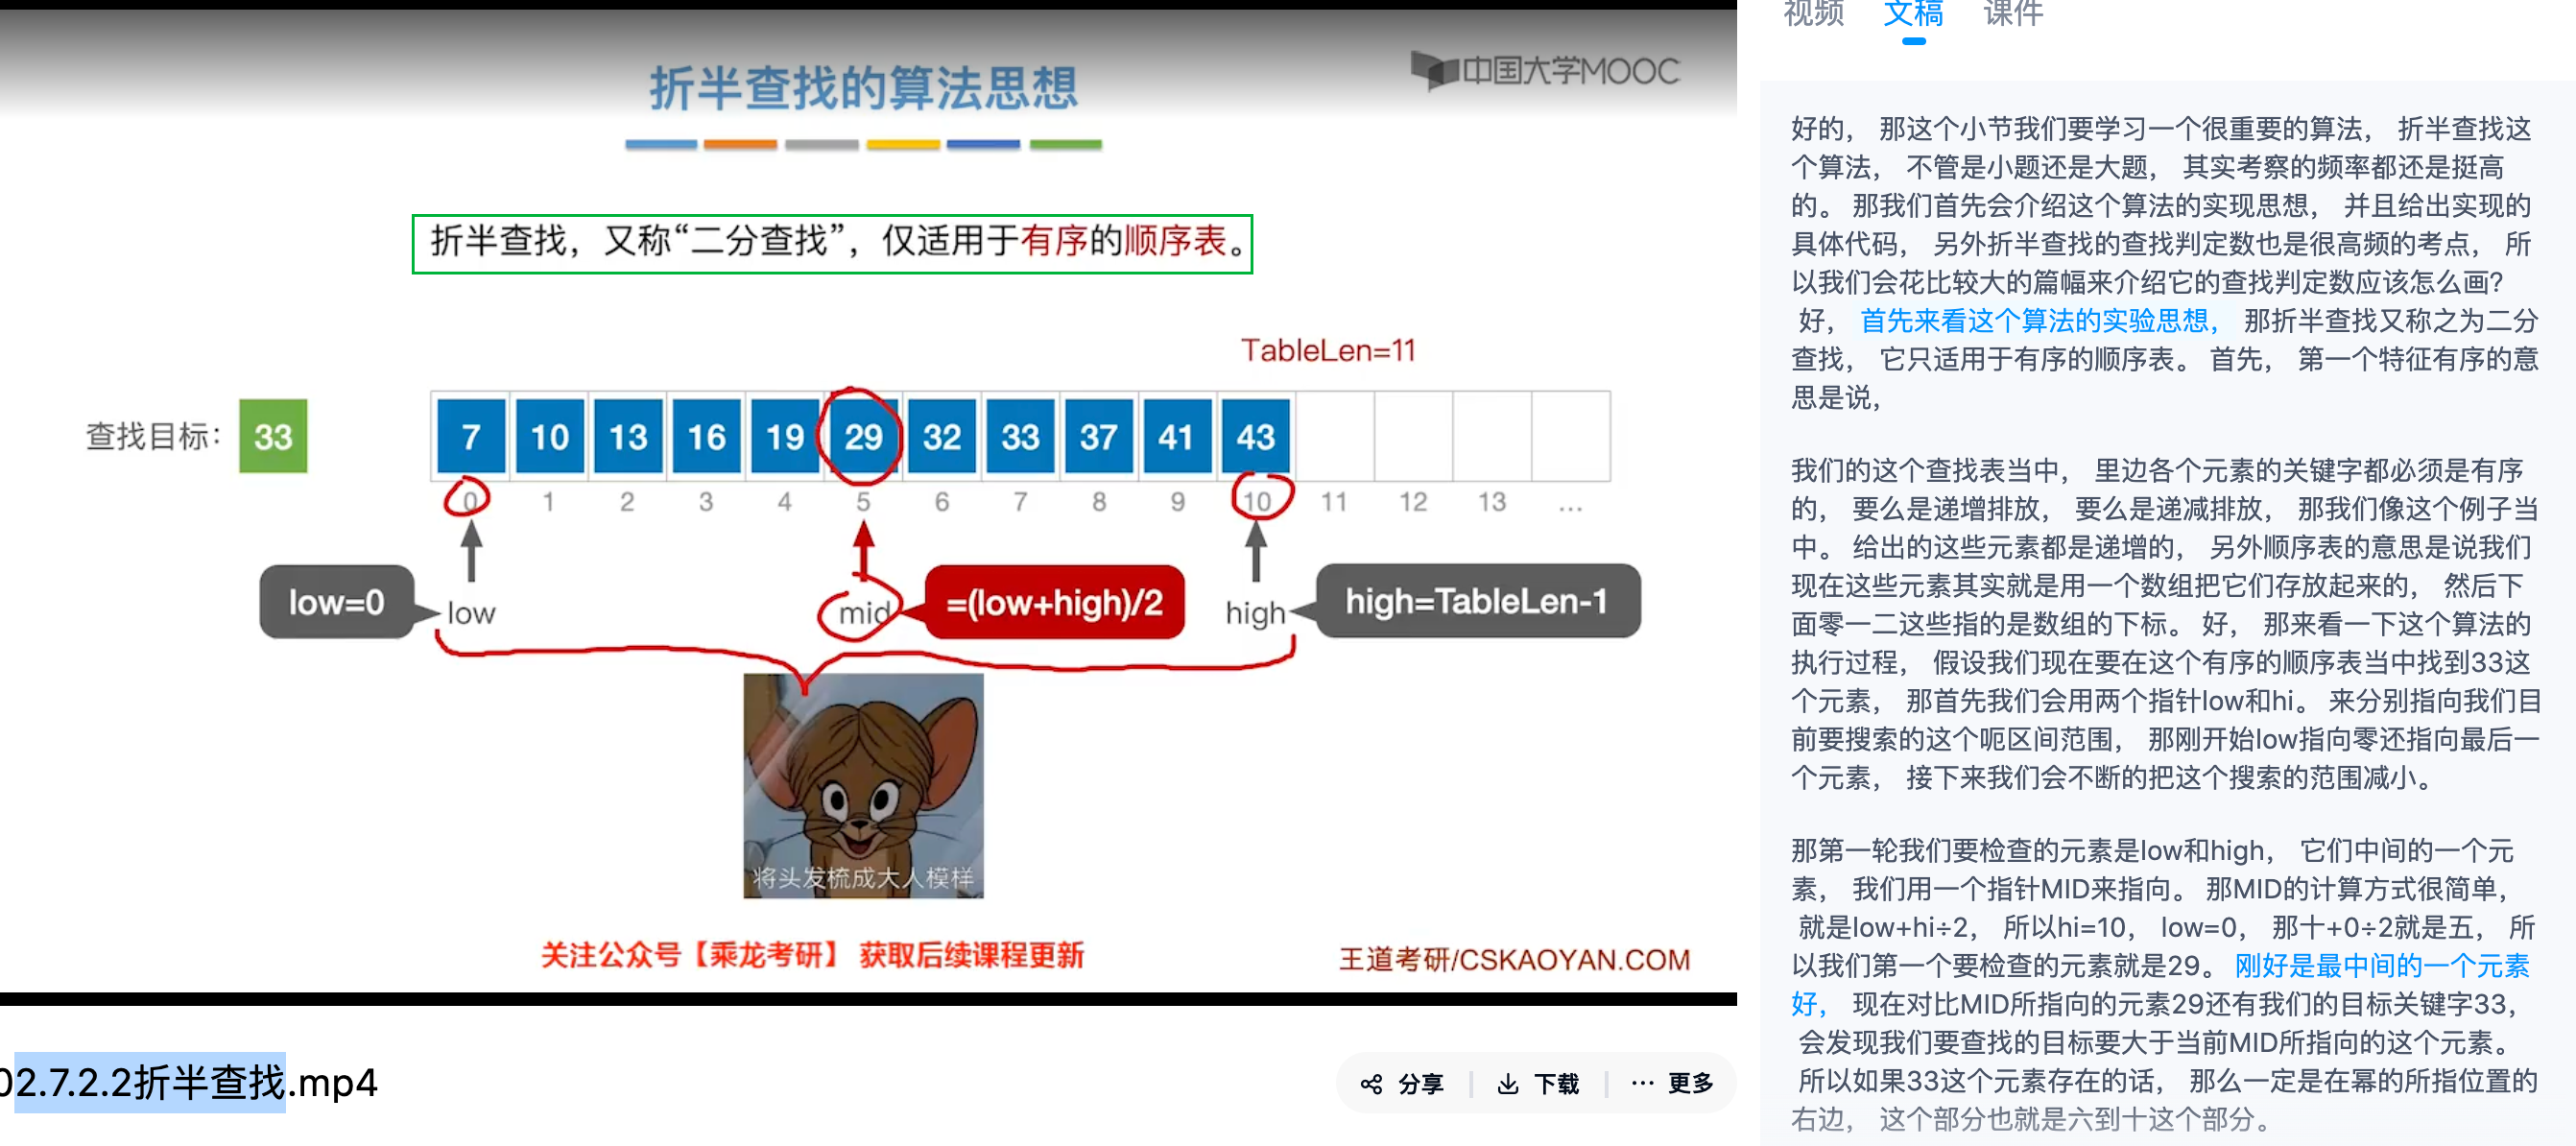 折半查找的算法思想
中国大学MOOC
折半查找，又称“二分查找”，仅适用于有序的顺序表。
TableLen=11
查找目标： 33
7 10 13 16 19 29 32 33 37 41 43
0 1 2 3 4 5 6 7 8 9 10 11 12 13 ...
low=0 low mid =(low+high)/2 high high=TableLen-1
将头发梳成大人模样
关注公众号【乘龙考研】 获取后续课程更新
王道考研/CSKAOYAN.COM
02.7.2.2折半查找.mp4
分享 下载 ··· 更多
视频 文稿 课件
好的， 那这个小节我们要学习一个很重要的算法， 折半查找这
个算法， 不管是小题还是大题， 其实考察的频率都还是挺高
的。 那我们首先会介绍这个算法的实现思想， 并且给出实现的
具体代码， 另外折半查找的查找判定数也是很高频的考点， 所
以我们会花比较大的篇幅来介绍它的查找判定数应该怎么画?
好， 首先来看这个算法的实验思想， 那折半查找又称之为二分
查找， 它只适用于有序的顺序表。 首先， 第一个特征有序的意
思是说，
我们的这个查找表当中， 里边各个元素的关键字都必须是有序
的， 要么是递增排放， 要么是递减排放， 那我们像这个例子当
中。 给出的这些元素都是递增的， 另外顺序表的意思是说我们
现在这些元素其实就是用一个数组把它们存放起来的， 然后下
面零一二这些指的是数组的下标。 好， 那来看一下这个算法的
执行过程， 假设我们现在要在这个有序的顺序表当中找到33这
个元素， 那首先我们会用两个指针low和hi。 来分别指向我们目
前要搜索的这个呃区间范围， 那刚开始low指向零还指向最后一
个元素， 接下来我们会不断的把这个搜索的范围减小。
那第一轮我们要检查的元素是low和high， 它们中间的一个元
素， 我们用一个指针MID来指向。 那MID的计算方式很简单，
就是low+hi÷2， 所以hi=10， low=0， 那十+0÷2就是五， 所
以我们第一个要检查的元素就是29。 刚好是最中间的一个元素
好， 现在对比MID所指向的元素29还有我们的目标关键字33，
会发现我们要查找的目标要大于当前MID所指向的这个元素。
所以如果33这个元素存在的话， 那么一定是在幂的所指位置的
右边， 这个部分也就是六到十这个部分。